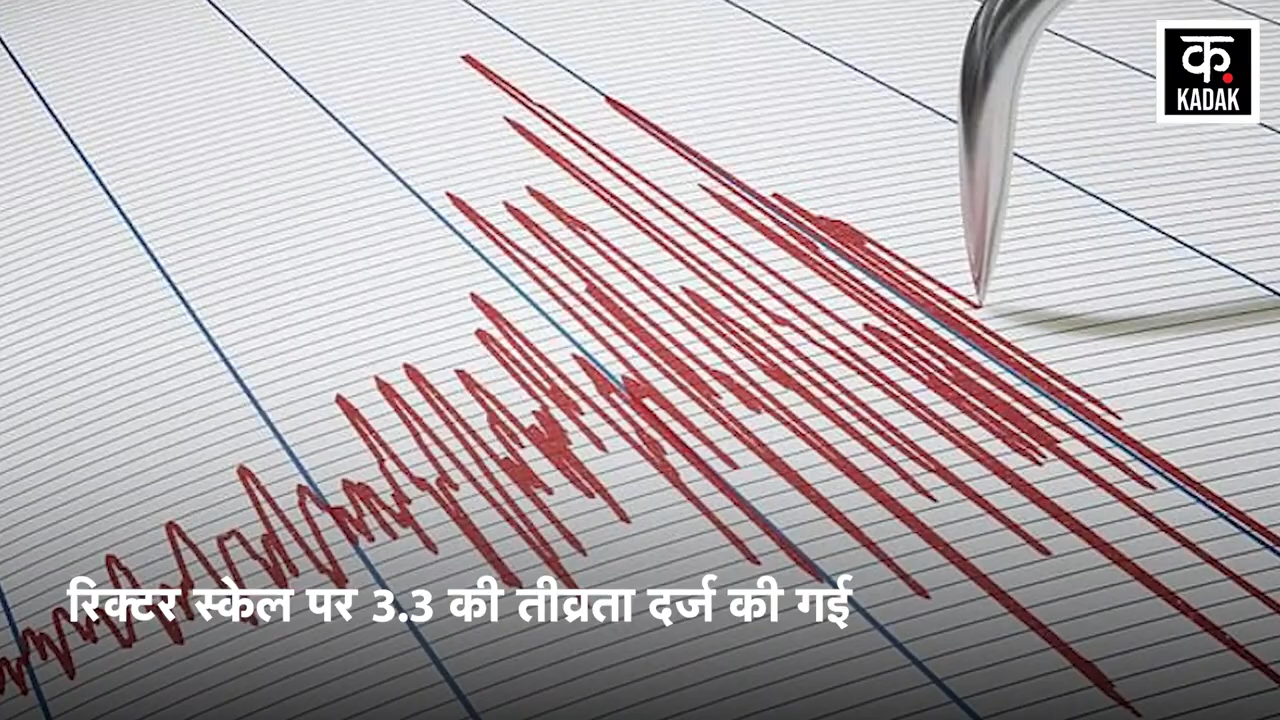 क
KADAK
रिक्टर स्केल पर 3.3 की तीव्रता दर्ज की गई